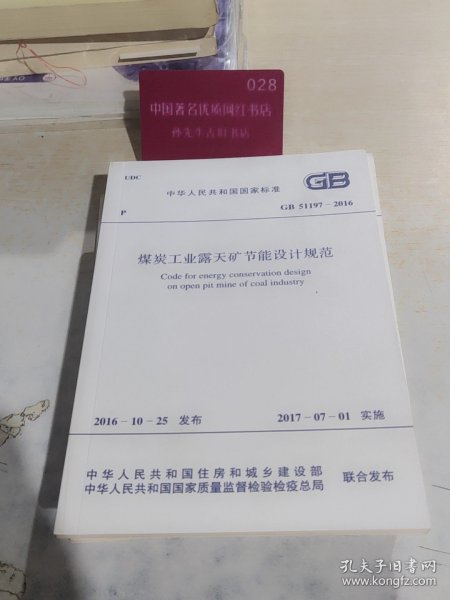 028
中国著名优质网红书店
孙先生古旧书店
UDC
中华人民共和国国家标准
GB
P
GB 51197－2016
煤炭工业露天矿节能设计规范
Code for energy conservation design
on open pit mine of coal industry
2016－10－25 发布
2017－07－01 实施
中华人民共和国住房和城乡建设部
中华人民共和国国家质量监督检验检疫总局
联合发布
孔夫子旧书网
www.kongfz.com